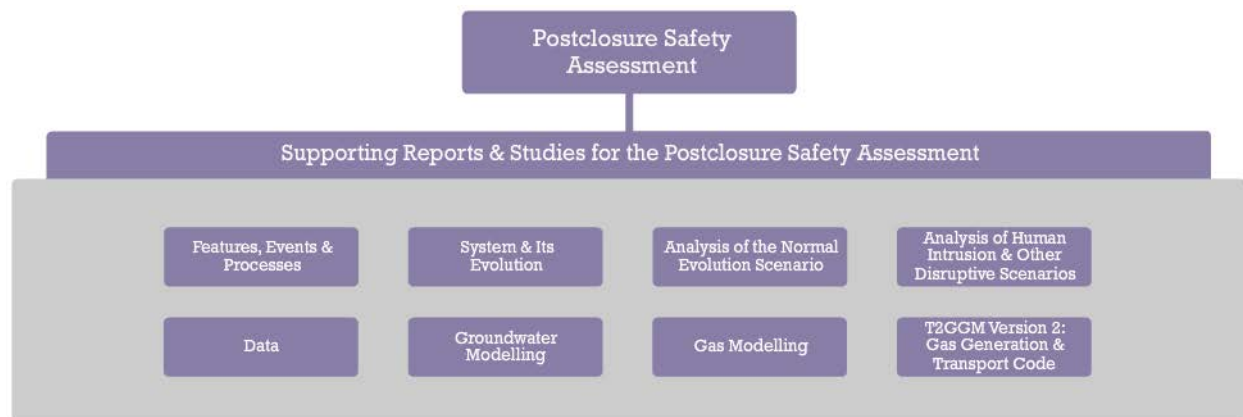 Postclosure Safety
Assessment
Supporting Reports & Studies for the Postclosure Safety Assessment
Features, Events &
Processes
System & Its
Evolution
Analysis of the Normal
Evolution Scenario
Analysis of Human
Intrusion & Other
Disruptive Scenarios
Data
Groundwater
Modelling
Gas Modelling
T2GGM Version 2:
Gas Generation &
Transport Code